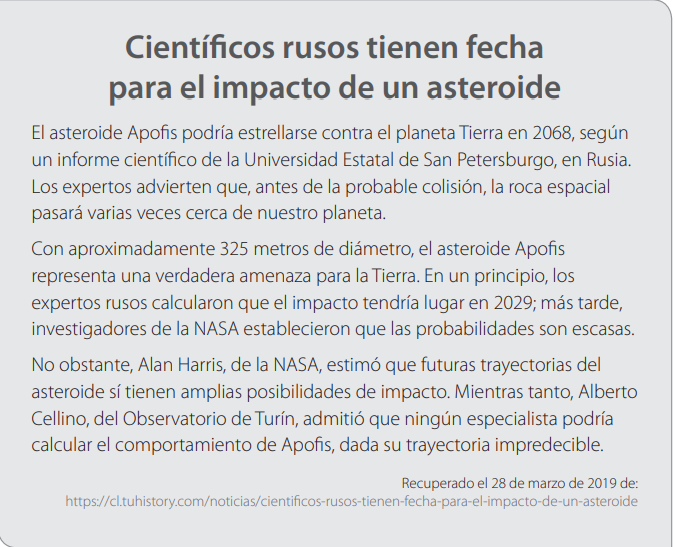 Científicos rusos tienen fecha
para el impacto de un asteroide
El asteroide Apofis podría estrellarse contra el planeta Tierra en 2068, según
un informe científico de la Universidad Estatal de San Petersburgo, en Rusia.
Los expertos advierten que, antes de la probable colisión, la roca espacial
pasará varias veces cerca de nuestro planeta.
Con aproximadamente 325 metros de diámetro, el asteroide Apofis
representa una verdadera amenaza para la Tierra. En un principio, los
expertos rusos calcularon que el impacto tendría lugar en 2029; más tarde,
investigadores de la NASA establecieron que las probabilidades son escasas.
No obstante, Alan Harris, de la NASA, estimó que futuras trayectorias del
asteroide sí tienen amplias posibilidades de impacto. Mientras tanto, Alberto
Cellino, del Observatorio de Turín, admitió que ningún especialista podría
calcular el comportamiento de Apofis, dada su trayectoria impredecible.
Recuperado el 28 de marzo de 2019 de:
https://cl.tuhistory.com/noticias/cientificos-rusos-tienen-fecha-para-el-impacto-de-un-asteroide